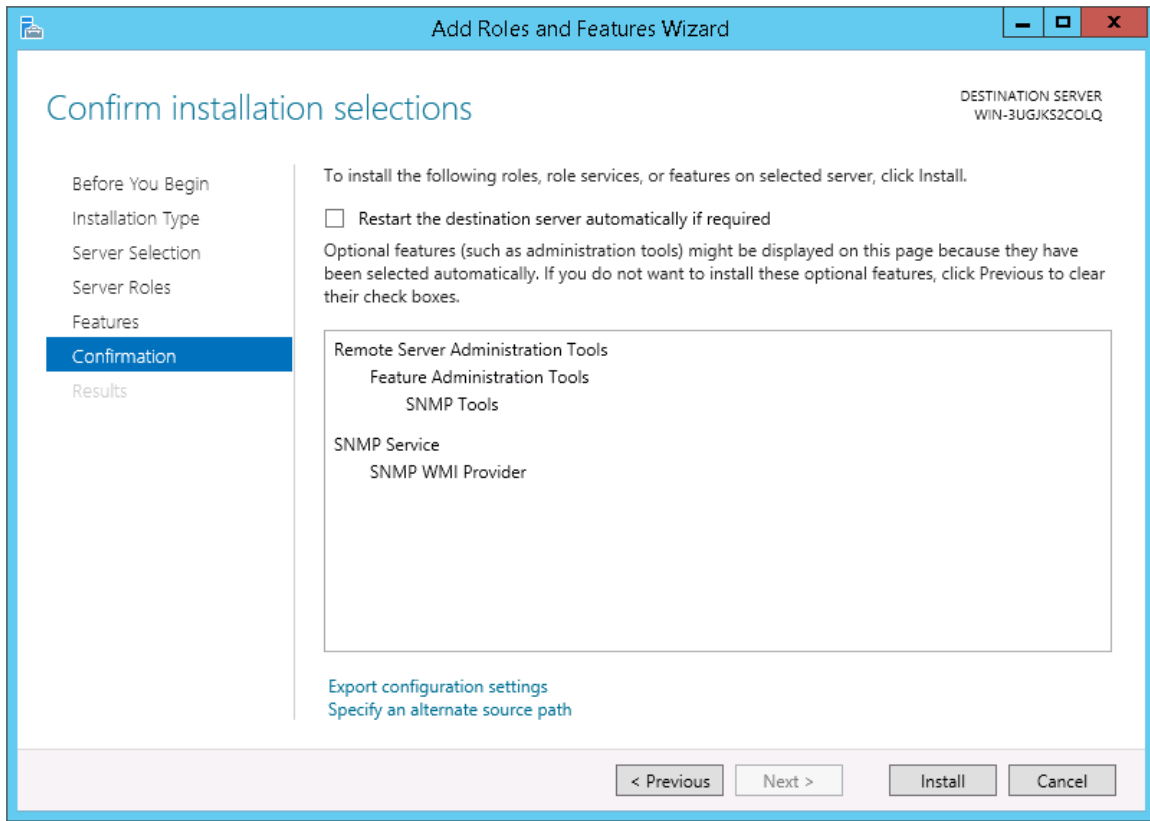 Add Roles and Features Wizard
Confirm installation selections
DESTINATION SERVER
WIN-3UGJKS2COLQ
Before You Begin
Installation Type
Server Selection
Server Roles
Features
Confirmation
Results
To install the following roles, role services, or features on selected server, click Install.
Restart the destination server automatically if required
Optional features (such as administration tools) might be displayed on this page because they have
been selected automatically. If you do not want to install these optional features, click Previous to clear
their check boxes.
Remote Server Administration Tools
Feature Administration Tools
SNMP Tools
SNMP Service
SNMP WMI Provider
Export configuration settings
Specify an alternate source path
< Previous
Next >
Install
Cancel